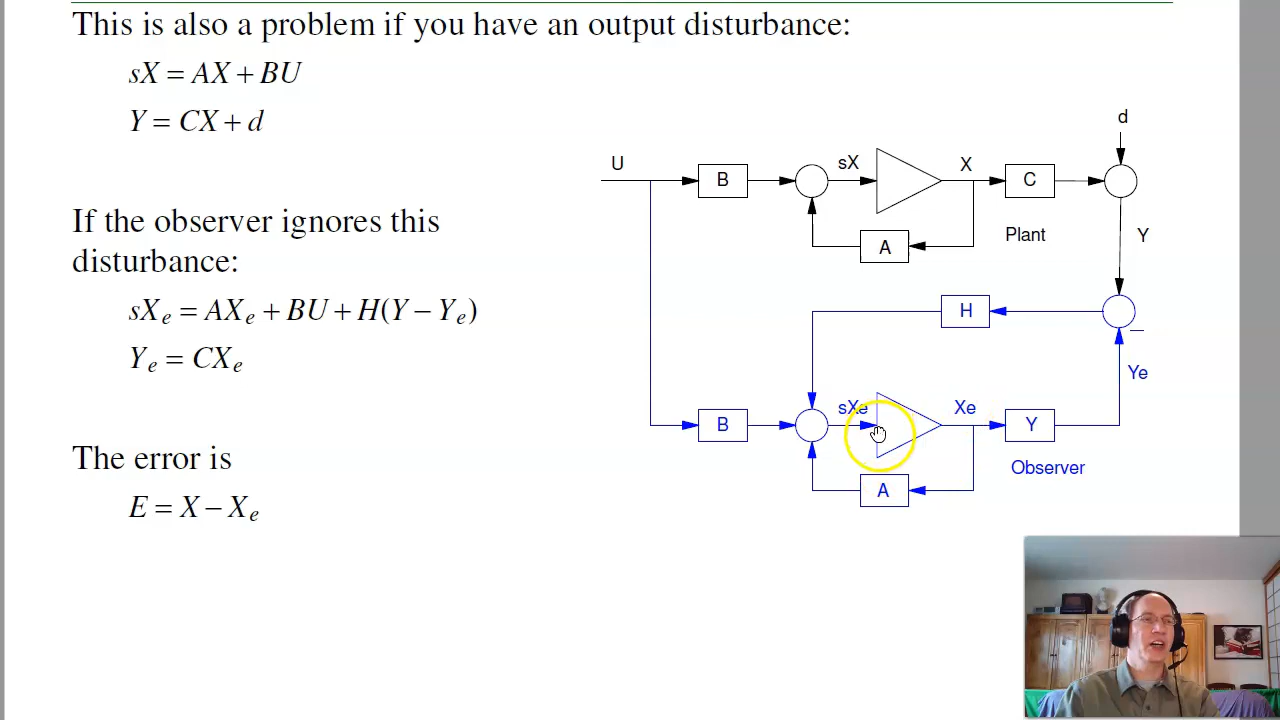 This is also a problem if you have an output disturbance:
sX = AX + BU
Y = CX + d
If the observer ignores this
disturbance:
sXₑ = AXₑ + BU + H(Y − Yₑ)
Yₑ = CXₑ
The error is
E = X − Xₑ
d
U
B
sX
X
C
A
Plant
Y
H
−
Ye
B
sXe
Xe
Y
Observer
A